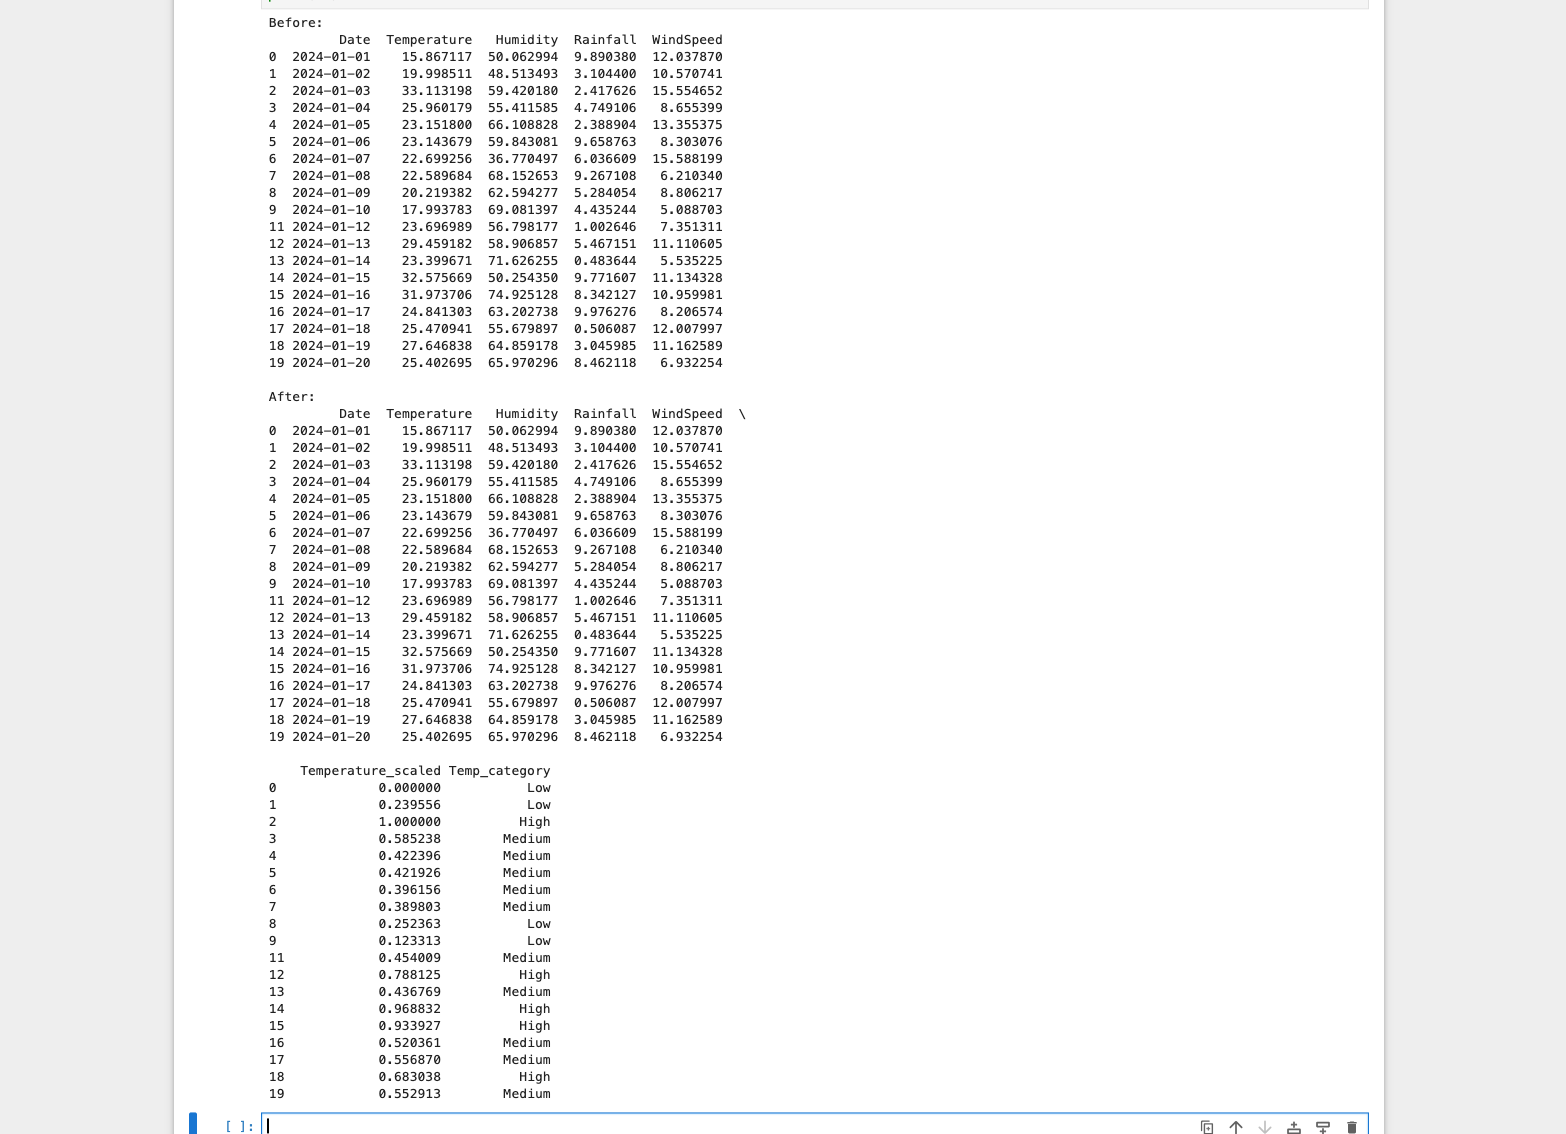 Before:
Date Temperature Humidity Rainfall WindSpeed
0 2024-01-01 15.867117 50.062994 9.890380 12.037870
1 2024-01-02 19.998511 48.513493 3.104400 10.570741
2 2024-01-03 33.113198 59.420180 2.417626 15.554652
3 2024-01-04 25.960179 55.411585 4.749106 8.655399
4 2024-01-05 23.151800 66.108828 2.388904 13.355375
5 2024-01-06 23.143679 59.843081 9.658763 8.303076
6 2024-01-07 22.699256 36.770497 6.036609 15.588199
7 2024-01-08 22.589684 68.152653 9.267108 6.210340
8 2024-01-09 20.219382 62.594277 5.284054 8.806217
9 2024-01-10 17.993783 69.081397 4.435244 5.088703
11 2024-01-12 23.696989 56.798177 1.002646 7.351311
12 2024-01-13 29.459182 58.906857 5.467151 11.110605
13 2024-01-14 23.399671 71.626255 0.483644 5.535225
14 2024-01-15 32.575669 50.254350 9.771607 11.134328
15 2024-01-16 31.973706 74.925128 8.342127 10.959981
16 2024-01-17 24.841303 63.202738 9.976276 8.206574
17 2024-01-18 25.470941 55.679897 0.506087 12.007997
18 2024-01-19 27.646838 64.859178 3.045985 11.162589
19 2024-01-20 25.402695 65.970296 8.462118 6.932254
After:
Date Temperature Humidity Rainfall WindSpeed \
0 2024-01-01 15.867117 50.062994 9.890380 12.037870
1 2024-01-02 19.998511 48.513493 3.104400 10.570741
2 2024-01-03 33.113198 59.420180 2.417626 15.554652
3 2024-01-04 25.960179 55.411585 4.749106 8.655399
4 2024-01-05 23.151800 66.108828 2.388904 13.355375
5 2024-01-06 23.143679 59.843081 9.658763 8.303076
6 2024-01-07 22.699256 36.770497 6.036609 15.588199
7 2024-01-08 22.589684 68.152653 9.267108 6.210340
8 2024-01-09 20.219382 62.594277 5.284054 8.806217
9 2024-01-10 17.993783 69.081397 4.435244 5.088703
11 2024-01-12 23.696989 56.798177 1.002646 7.351311
12 2024-01-13 29.459182 58.906857 5.467151 11.110605
13 2024-01-14 23.399671 71.626255 0.483644 5.535225
14 2024-01-15 32.575669 50.254350 9.771607 11.134328
15 2024-01-16 31.973706 74.925128 8.342127 10.959981
16 2024-01-17 24.841303 63.202738 9.976276 8.206574
17 2024-01-18 25.470941 55.679897 0.506087 12.007997
18 2024-01-19 27.646838 64.859178 3.045985 11.162589
19 2024-01-20 25.402695 65.970296 8.462118 6.932254
Temperature_scaled Temp_category
0 0.000000 Low
1 0.239556 Low
2 1.000000 High
3 0.585238 Medium
4 0.422396 Medium
5 0.421926 Medium
6 0.396156 Medium
7 0.389803 Medium
8 0.252363 Low
9 0.123313 Low
11 0.454009 Medium
12 0.788125 High
13 0.436769 Medium
14 0.968832 High
15 0.933927 High
16 0.520361 Medium
17 0.556870 Medium
18 0.683038 High
19 0.552913 Medium
[ ]: